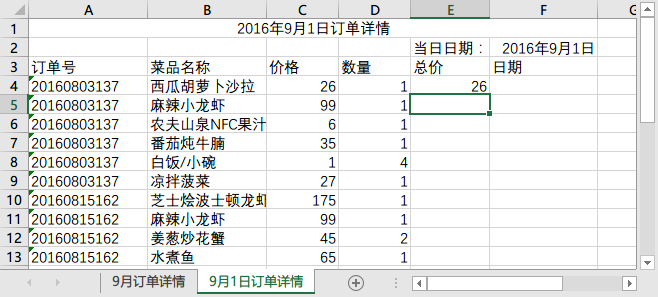 A B C D E F G
1 2016年9月1日订单详情
2 当日日期： 2016年9月1日
3 订单号 菜品名称 价格 数量 总价 日期
4 20160803137 西瓜胡萝卜沙拉 26 1 26
5 20160803137 麻辣小龙虾 99 1
6 20160803137 农夫山泉NFC果汁 6 1
7 20160803137 番茄炖牛腩 35 1
8 20160803137 白饭/小碗 1 4
9 20160803137 凉拌菠菜 27 1
10 20160815162 芝士烩波士顿龙虾 175 1
11 20160815162 麻辣小龙虾 99 1
12 20160815162 姜葱炒花蟹 45 2
13 20160815162 水煮鱼 65 1
9月订单详情 9月1日订单详情